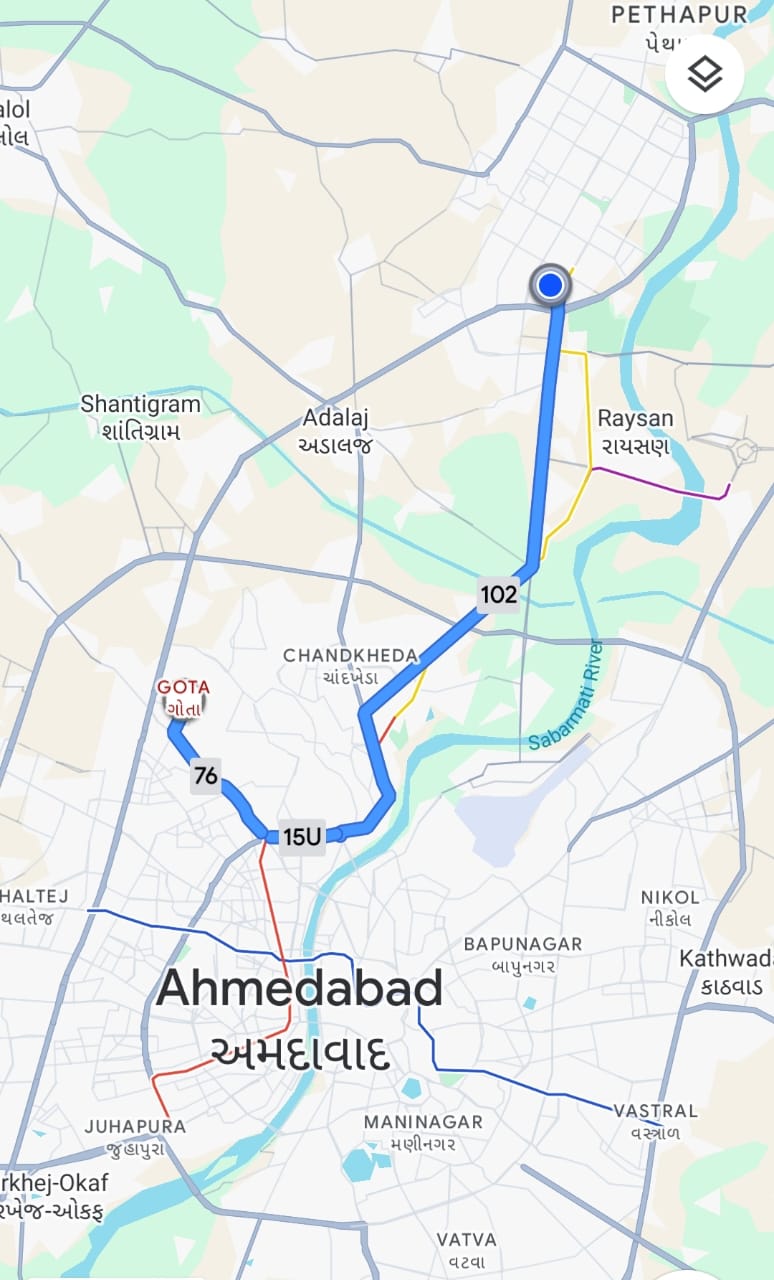 PETHAPUR
alol
Shantigram
શાંતિગ્રામ
Adalaj
અડાલજ
Raysan
રાયસણ
102
CHANDKHEDA
ચાંદખેડા
GOTA
ગોતા
Sabarmati River
76
15U
HALTEJ
થલતેજ
NIKOL
નીકોલ
BAPUNAGAR
બાપુનગર
Kathwada
કાઠવાડ
Ahmedabad
અમદાવાદ
JUHAPURA
જુહાપુરા
MANINAGAR
મણીનગર
VASTRAL
વસ્ત્રાળ
rkhej-Okaf
રખેજ-ઓકફ
VATVA
વટવા